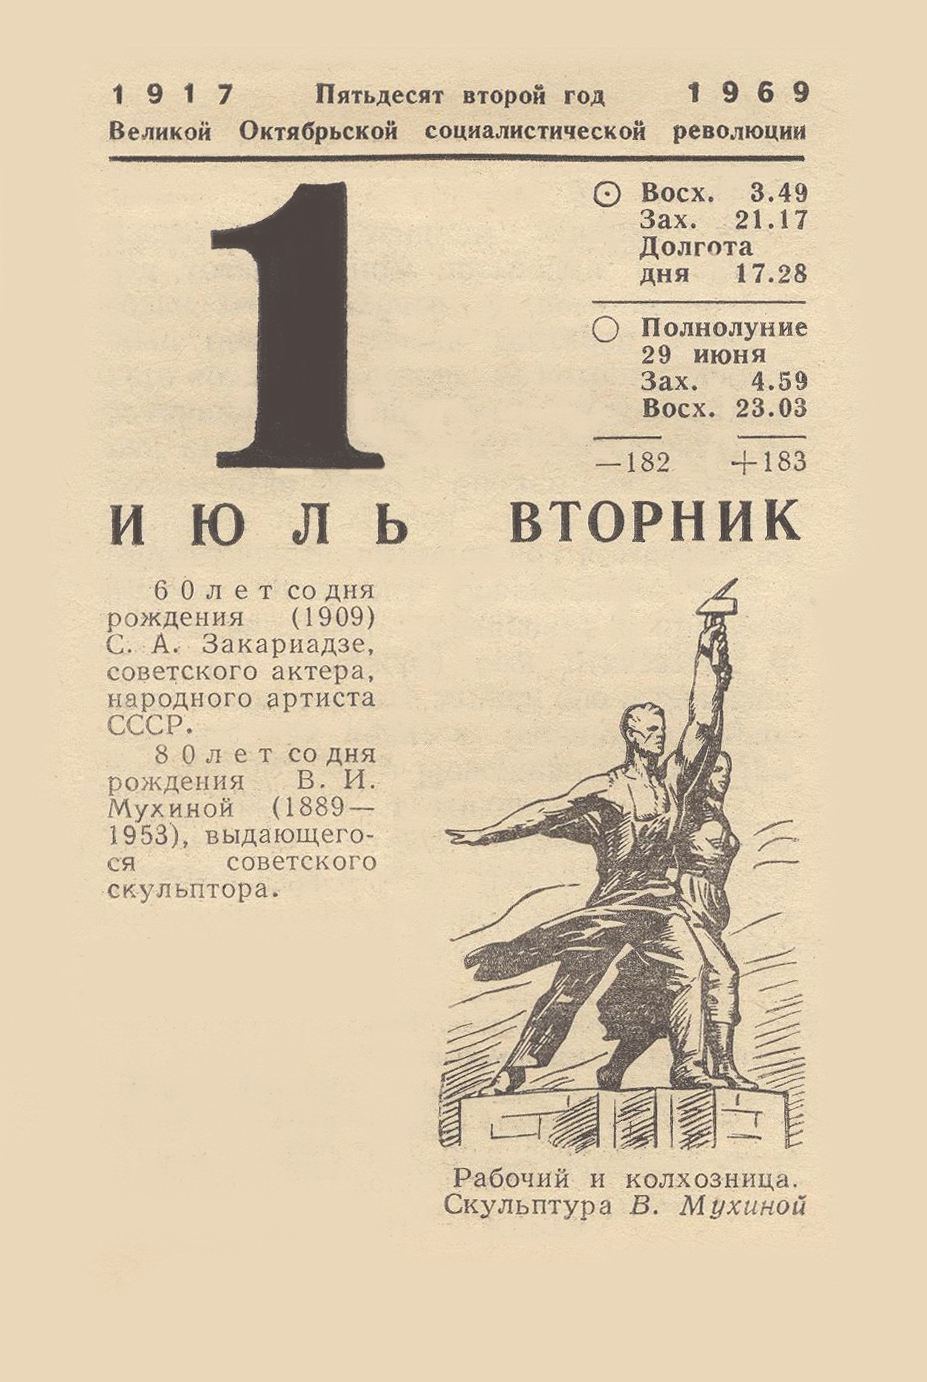 1917 Пятьдесят второй год 1969
Великой Октябрьской социалистической революции
1
Восх. 3.49
Зах. 21.17
Долгота
дня 17.28
Полнолуние
29 июня
Зах. 4.59
Восх. 23.03
—182 +183
ИЮЛЬ ВТОРНИК
60 лет со дня
рождения (1909)
С. А. Закариадзе,
советского актера,
народного артиста
СССР.
80 лет со дня
рождения В. И.
Мухиной (1889—
1953), выдающего-
ся советского
скульптора.
Рабочий и колхозница.
Скульптура В. Мухиной